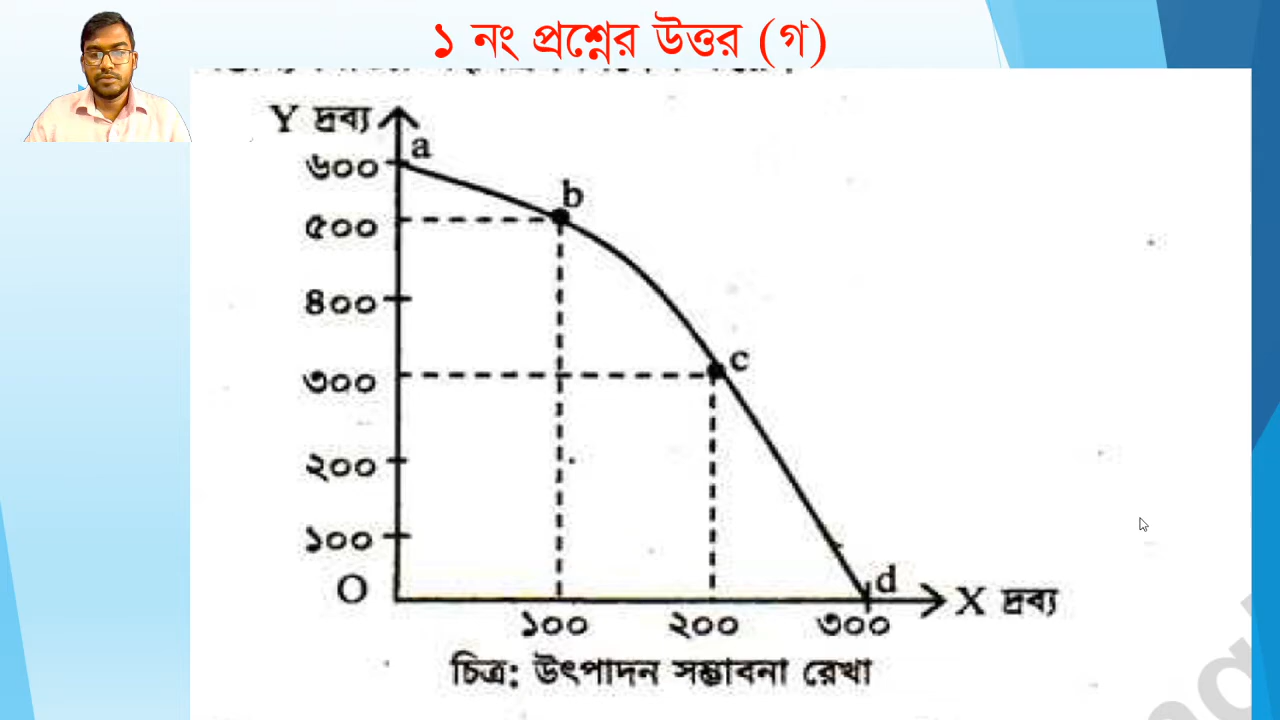 ১ নং প্রশ্নের উত্তর (গ)
Y দ্রব্য
a
৬০০
b
৫০০
৪০০
c
৩০০
২০০
১০০
O
d
X দ্রব্য
১০০ ২০০ ৩০০
চিত্র: উৎপাদন সম্ভাবনা রেখা